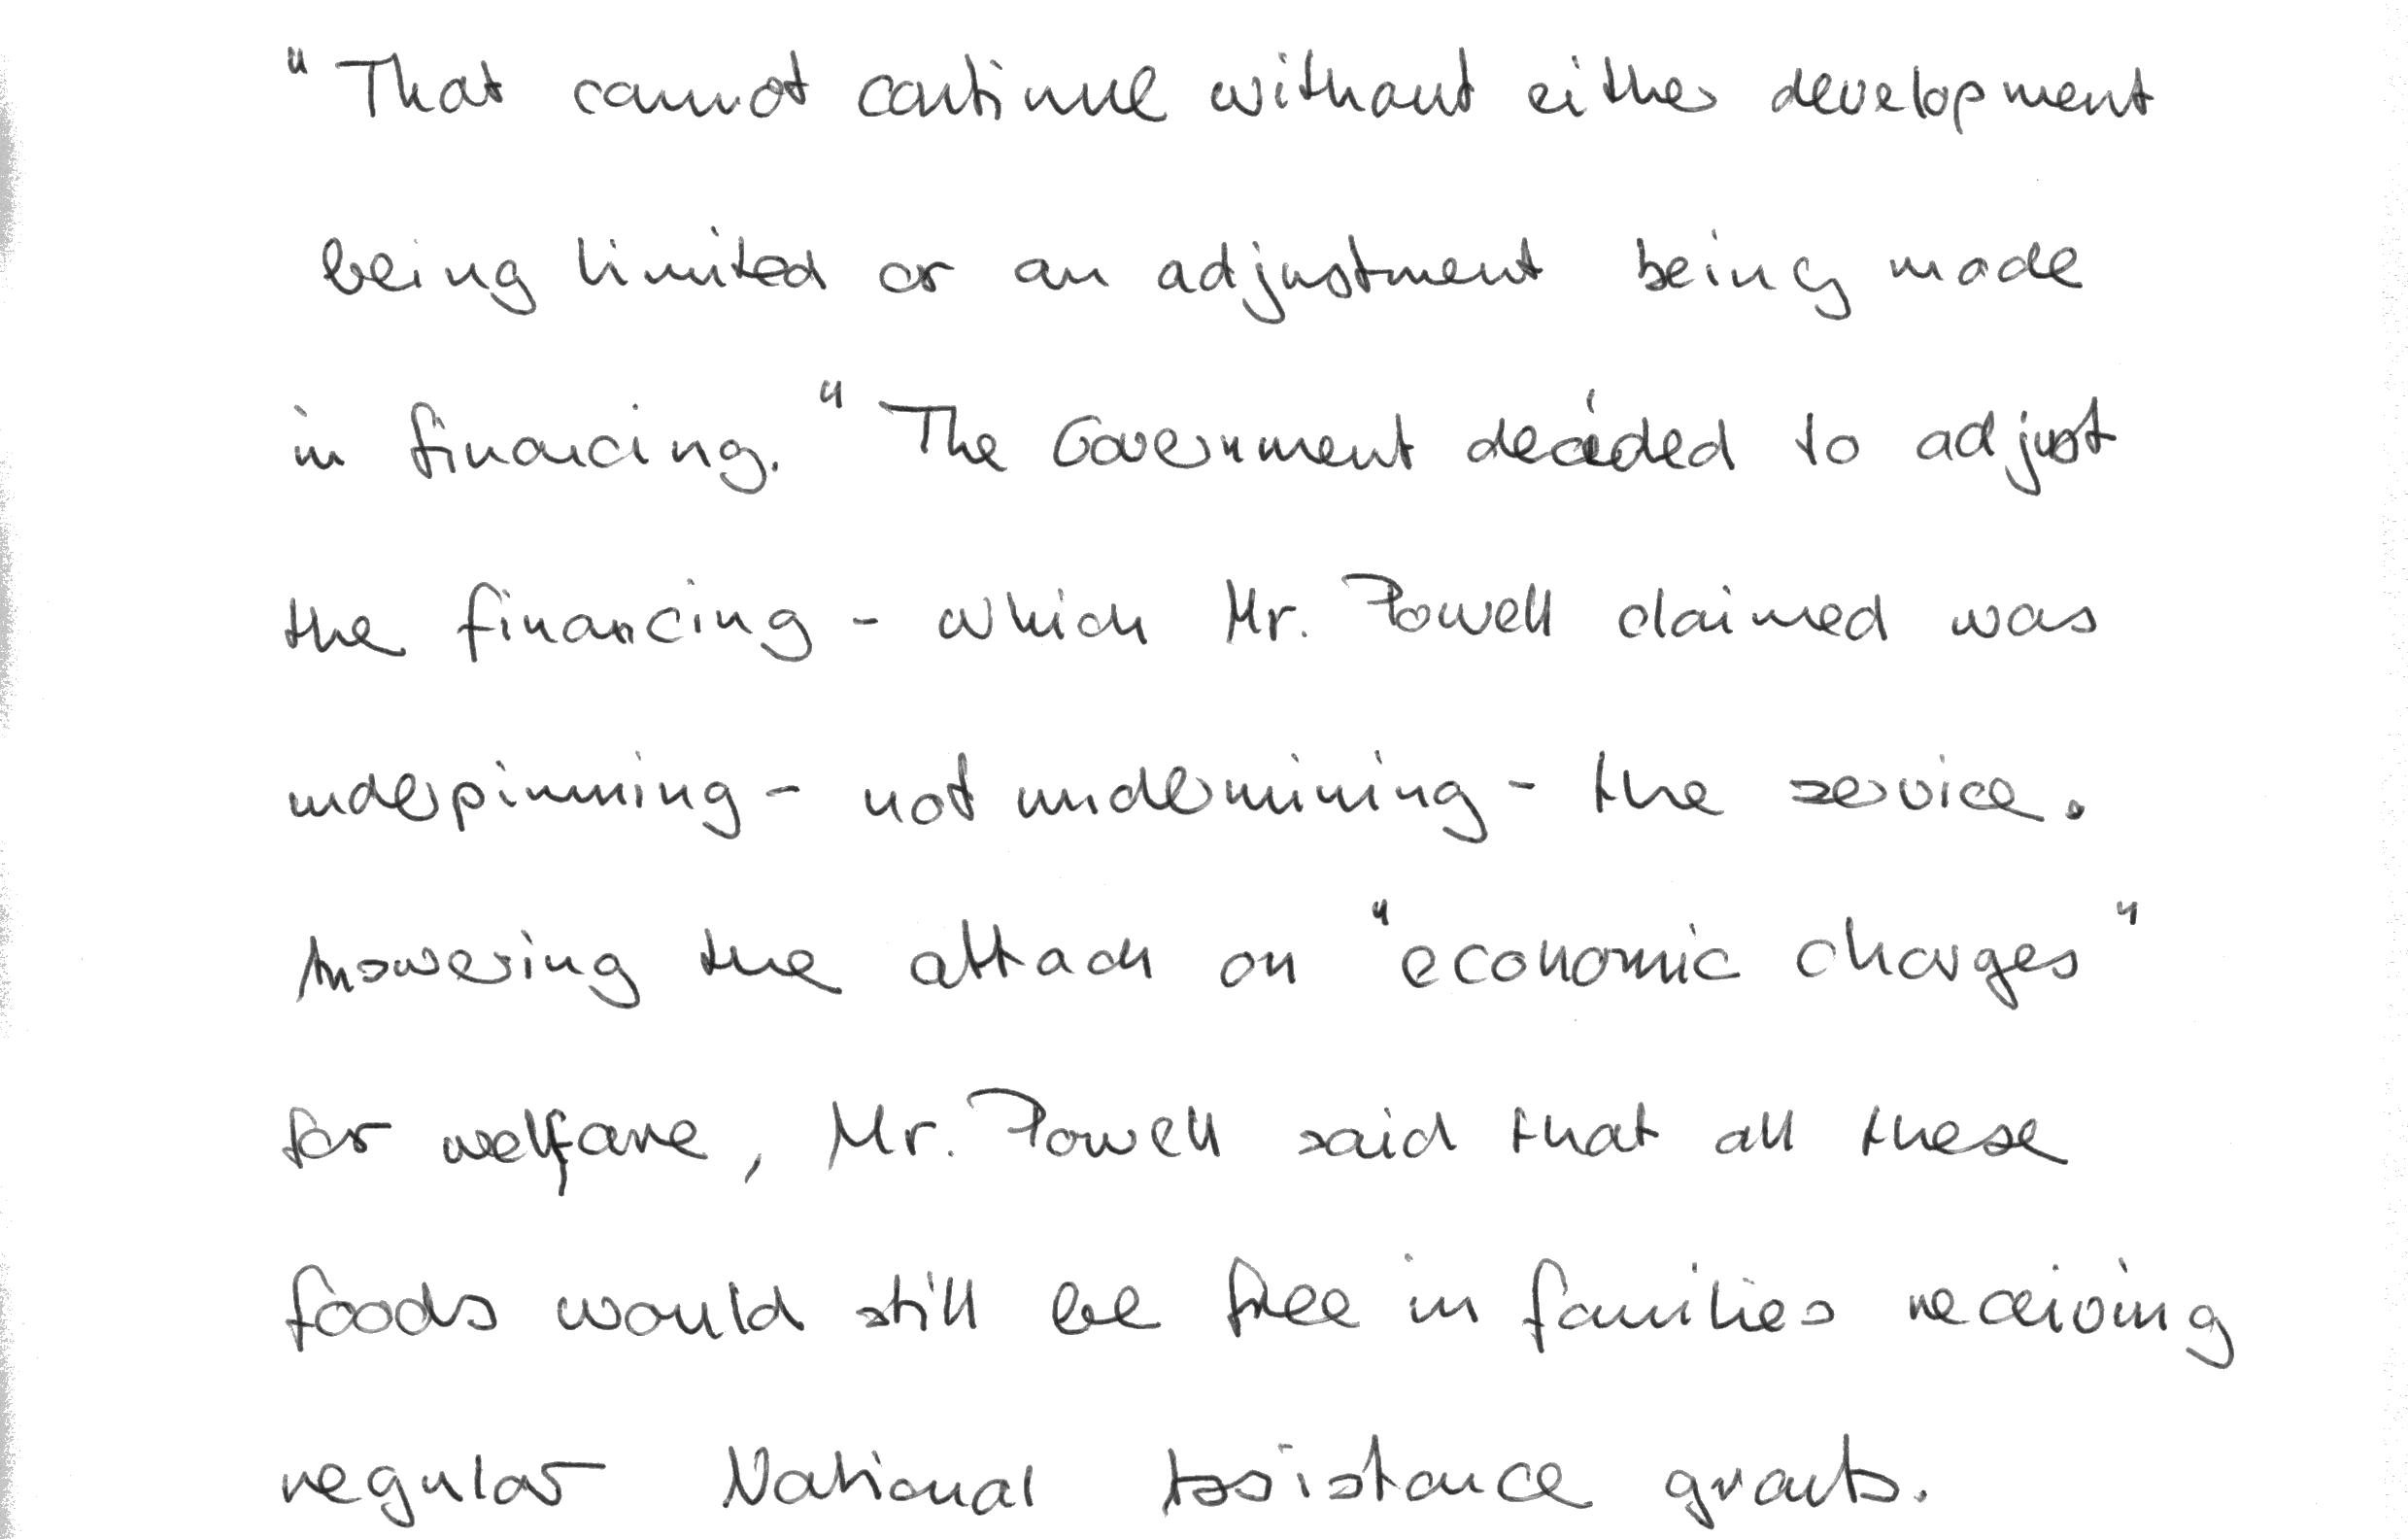 "That cannot continue without either development
being limited or an adjustment being made
in financing." The Government decided to adjust
the financing - which Mr. Powell claimed was
underpinning - not undermining - the service.
Answering the attack on "economic charges"
for welfare, Mr. Powell said that all these
foods would still be free in families receiving
regular National Assistance grants.